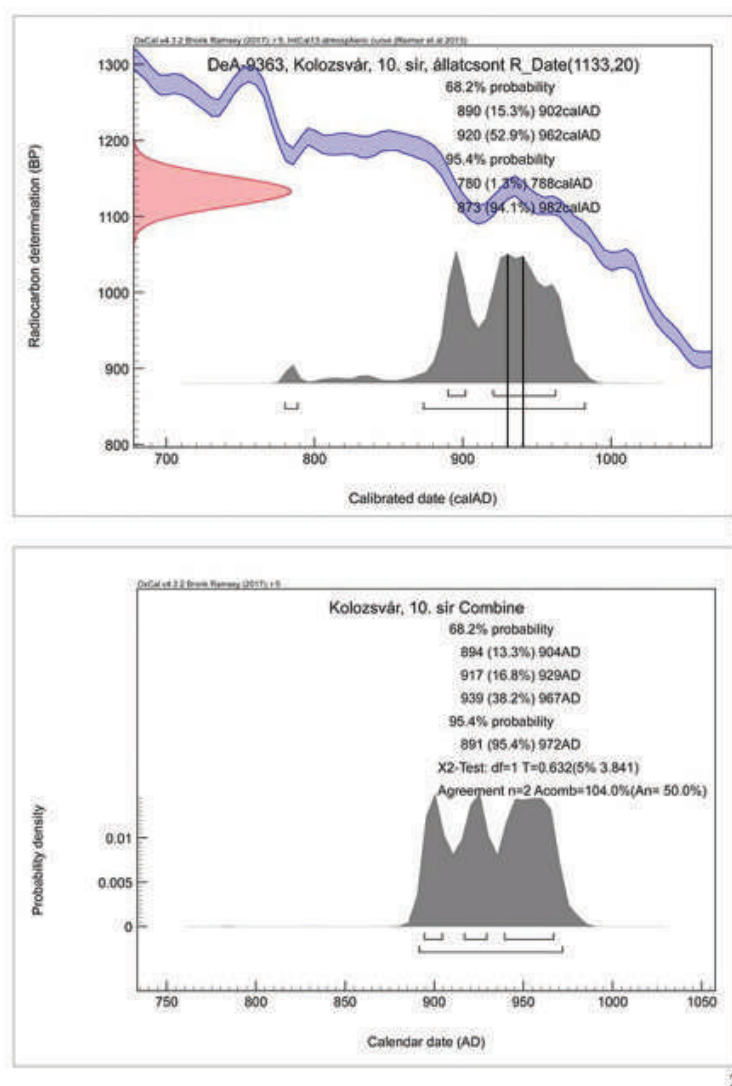 OxCal v4.3.2 Bronk Ramsey (2017); r:5; IntCal13 atmospheric curve (Reimer et al 2013)
DeA-9363, Kolozsvár, 10. sír, állatcsont R_Date(1133,20)
68.2% probability
890 (15.3%) 902calAD
920 (52.9%) 962calAD
95.4% probability
780 (1.3%) 788calAD
873 (94.1%) 982calAD
Radiocarbon determination (BP)
1300
1200
1100
1000
900
800
700 800 900 1000
Calibrated date (calAD)
OxCal v4.3.2 Bronk Ramsey (2017); r:5
Kolozsvár, 10. sír Combine
68.2% probability
894 (13.3%) 904AD
917 (16.8%) 929AD
939 (38.2%) 967AD
95.4% probability
891 (95.4%) 972AD
X2-Test: df=1 T=0.632(5% 3.841)
Agreement n=2 Acomb=104.0%(An= 50.0%)
Probability density
0.01
0.005
0
750 800 850 900 950 1000 1050
Calendar date (AD)